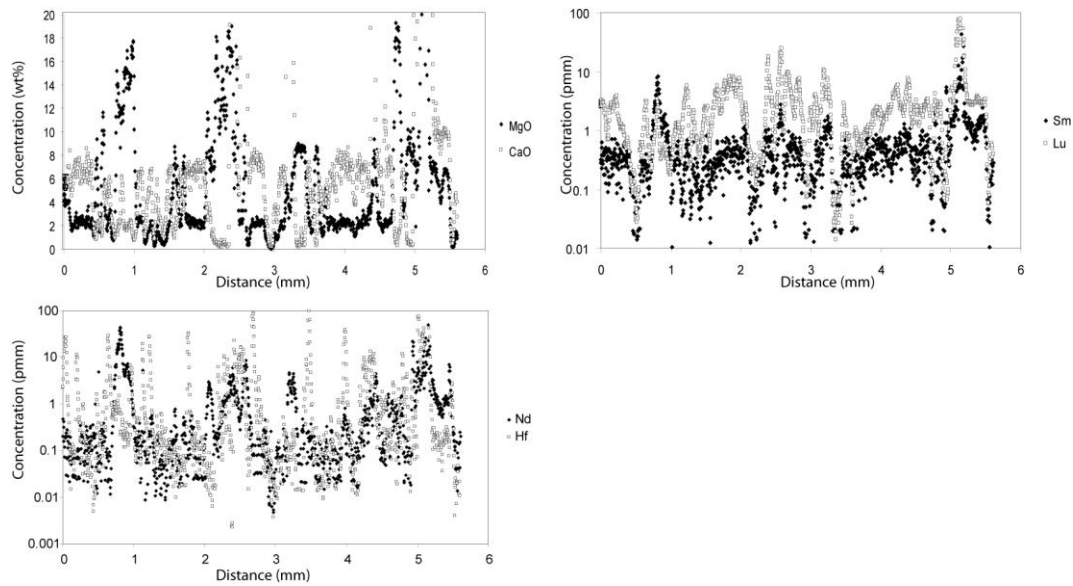 20
18
16
14
12
10
8
6
4
2
0
Concentration (wt%)
0 1 2 3 4 5 6
Distance (mm)
MgO
CaO
100
10
1
0.1
0.01
Concentration (pmm)
0 1 2 3 4 5 6
Distance (mm)
Sm
Lu
100
10
1
0.1
0.01
0.001
Concentration (pmm)
0 1 2 3 4 5 6
Distance (mm)
Nd
Hf